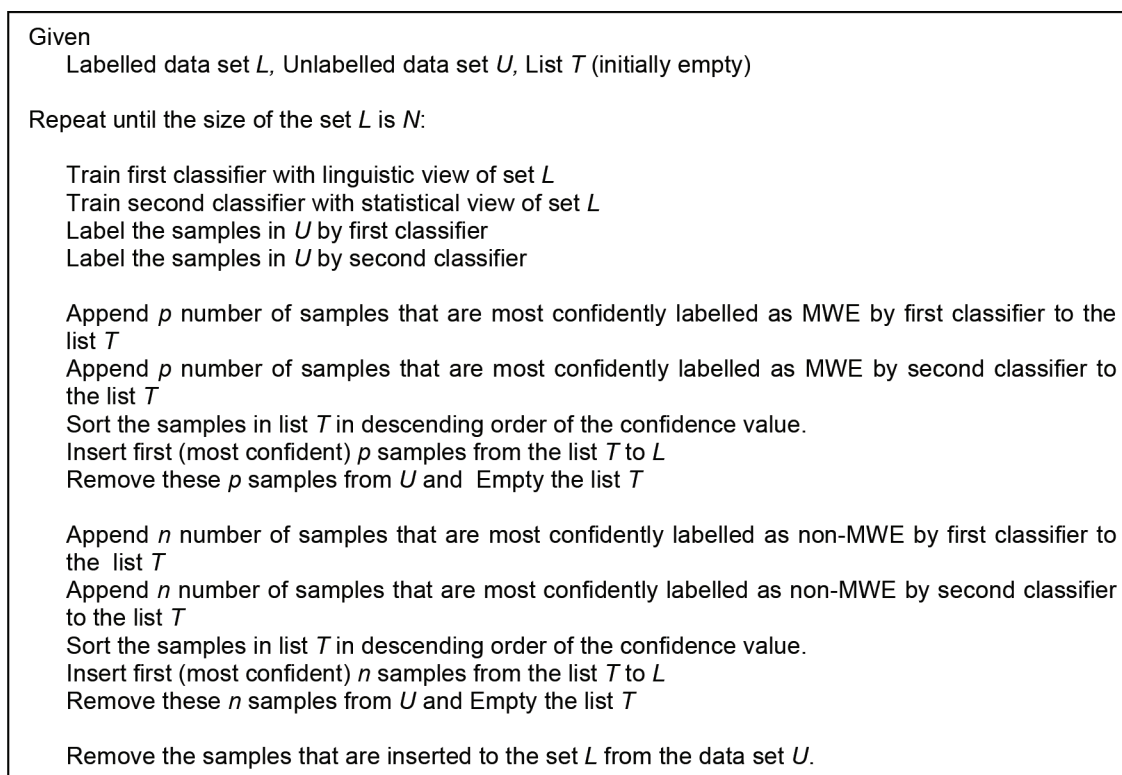 Given
Labelled data set L, Unlabelled data set U, List T (initially empty)
Repeat until the size of the set L is N:
Train first classifier with linguistic view of set L
Train second classifier with statistical view of set L
Label the samples in U by first classifier
Label the samples in U by second classifier
Append p number of samples that are most confidently labelled as MWE by first classifier to the
list T
Append p number of samples that are most confidently labelled as MWE by second classifier to
the list T
Sort the samples in list T in descending order of the confidence value.
Insert first (most confident) p samples from the list T to L
Remove these p samples from U and Empty the list T
Append n number of samples that are most confidently labelled as non-MWE by first classifier to
the list T
Append n number of samples that are most confidently labelled as non-MWE by second classifier
to the list T
Sort the samples in list T in descending order of the confidence value.
Insert first (most confident) n samples from the list T to L
Remove these n samples from U and Empty the list T
Remove the samples that are inserted to the set L from the data set U.